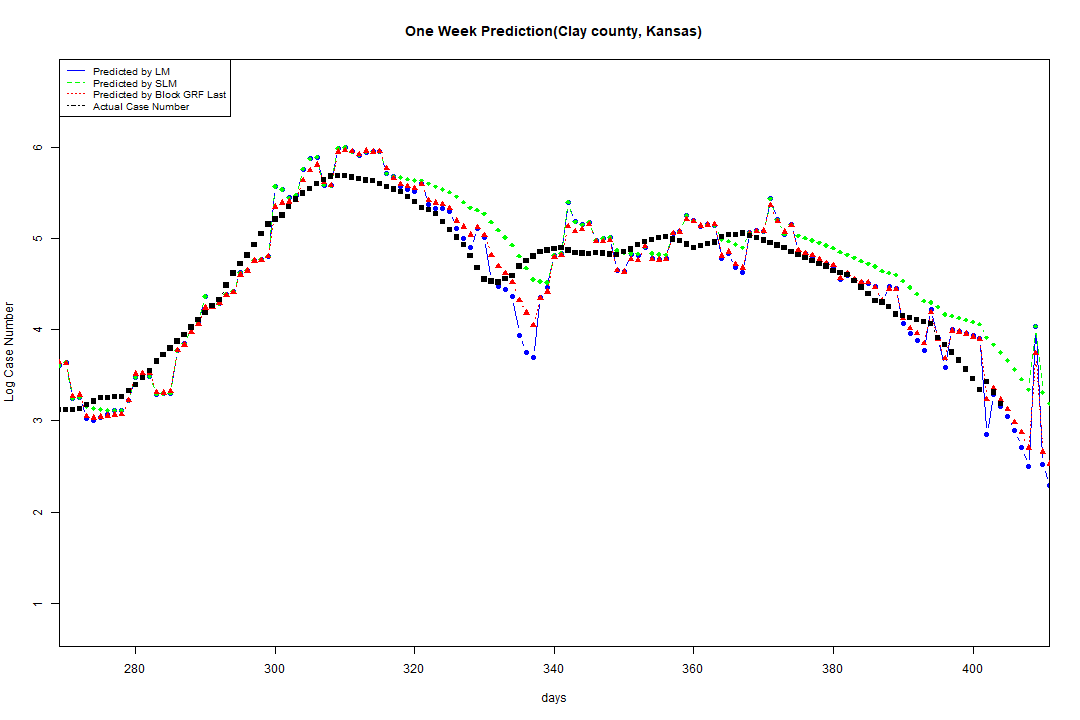 One Week Prediction(Clay county, Kansas)
Predicted by LM
Predicted by SLM
Predicted by Block GRF Last
Actual Case Number
6
5
4
3
2
1
Log Case Number
280 300 320 340 360 380 400
days